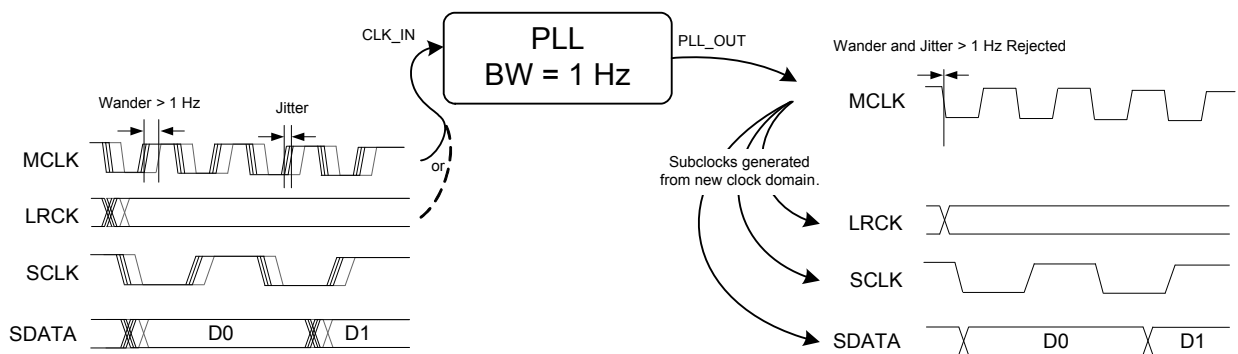 CLK_IN
PLL
BW = 1 Hz
PLL_OUT
Wander and Jitter > 1 Hz Rejected
MCLK
Wander > 1 Hz
Jitter
MCLK
or
Subclocks generated
from new clock domain.
LRCK
LRCK
SCLK
SCLK
SDATA
D0
D1
SDATA
D0
D1